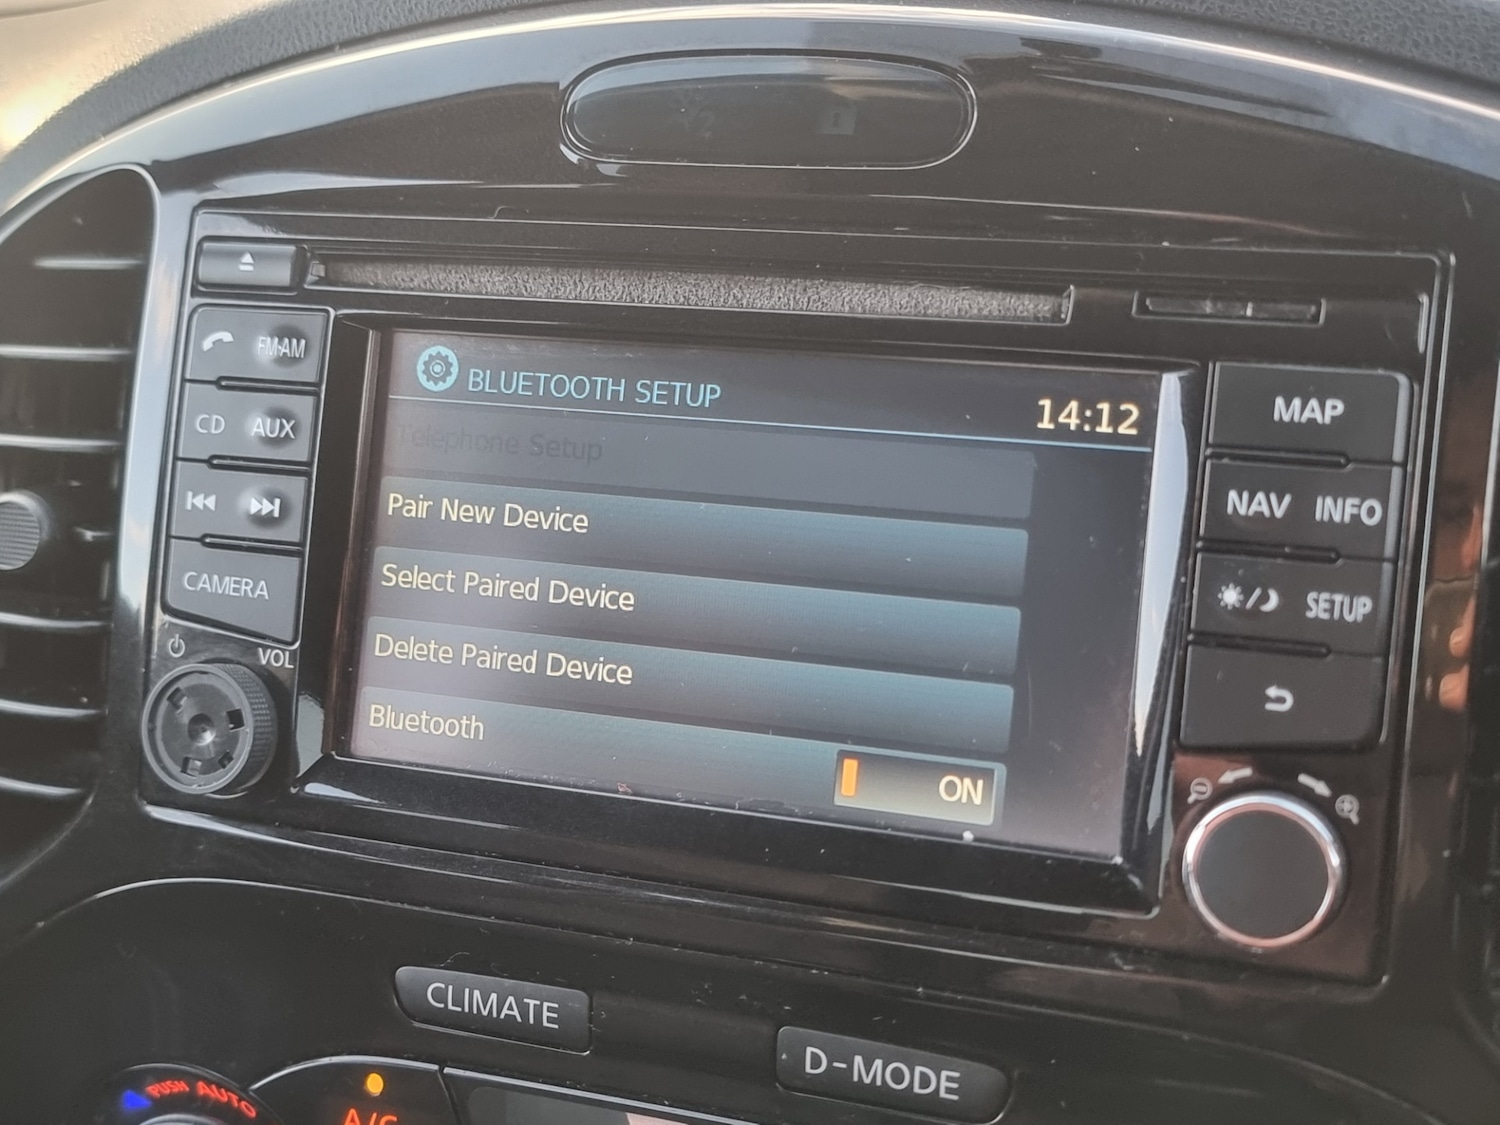 FM·AM
CD AUX
CAMERA
VOL
BLUETOOTH SETUP
14:12
Telephone Setup
Pair New Device
Select Paired Device
Delete Paired Device
Bluetooth
ON
MAP
NAV INFO
SETUP
CLIMATE
D-MODE
PUSH AUTO
A/C